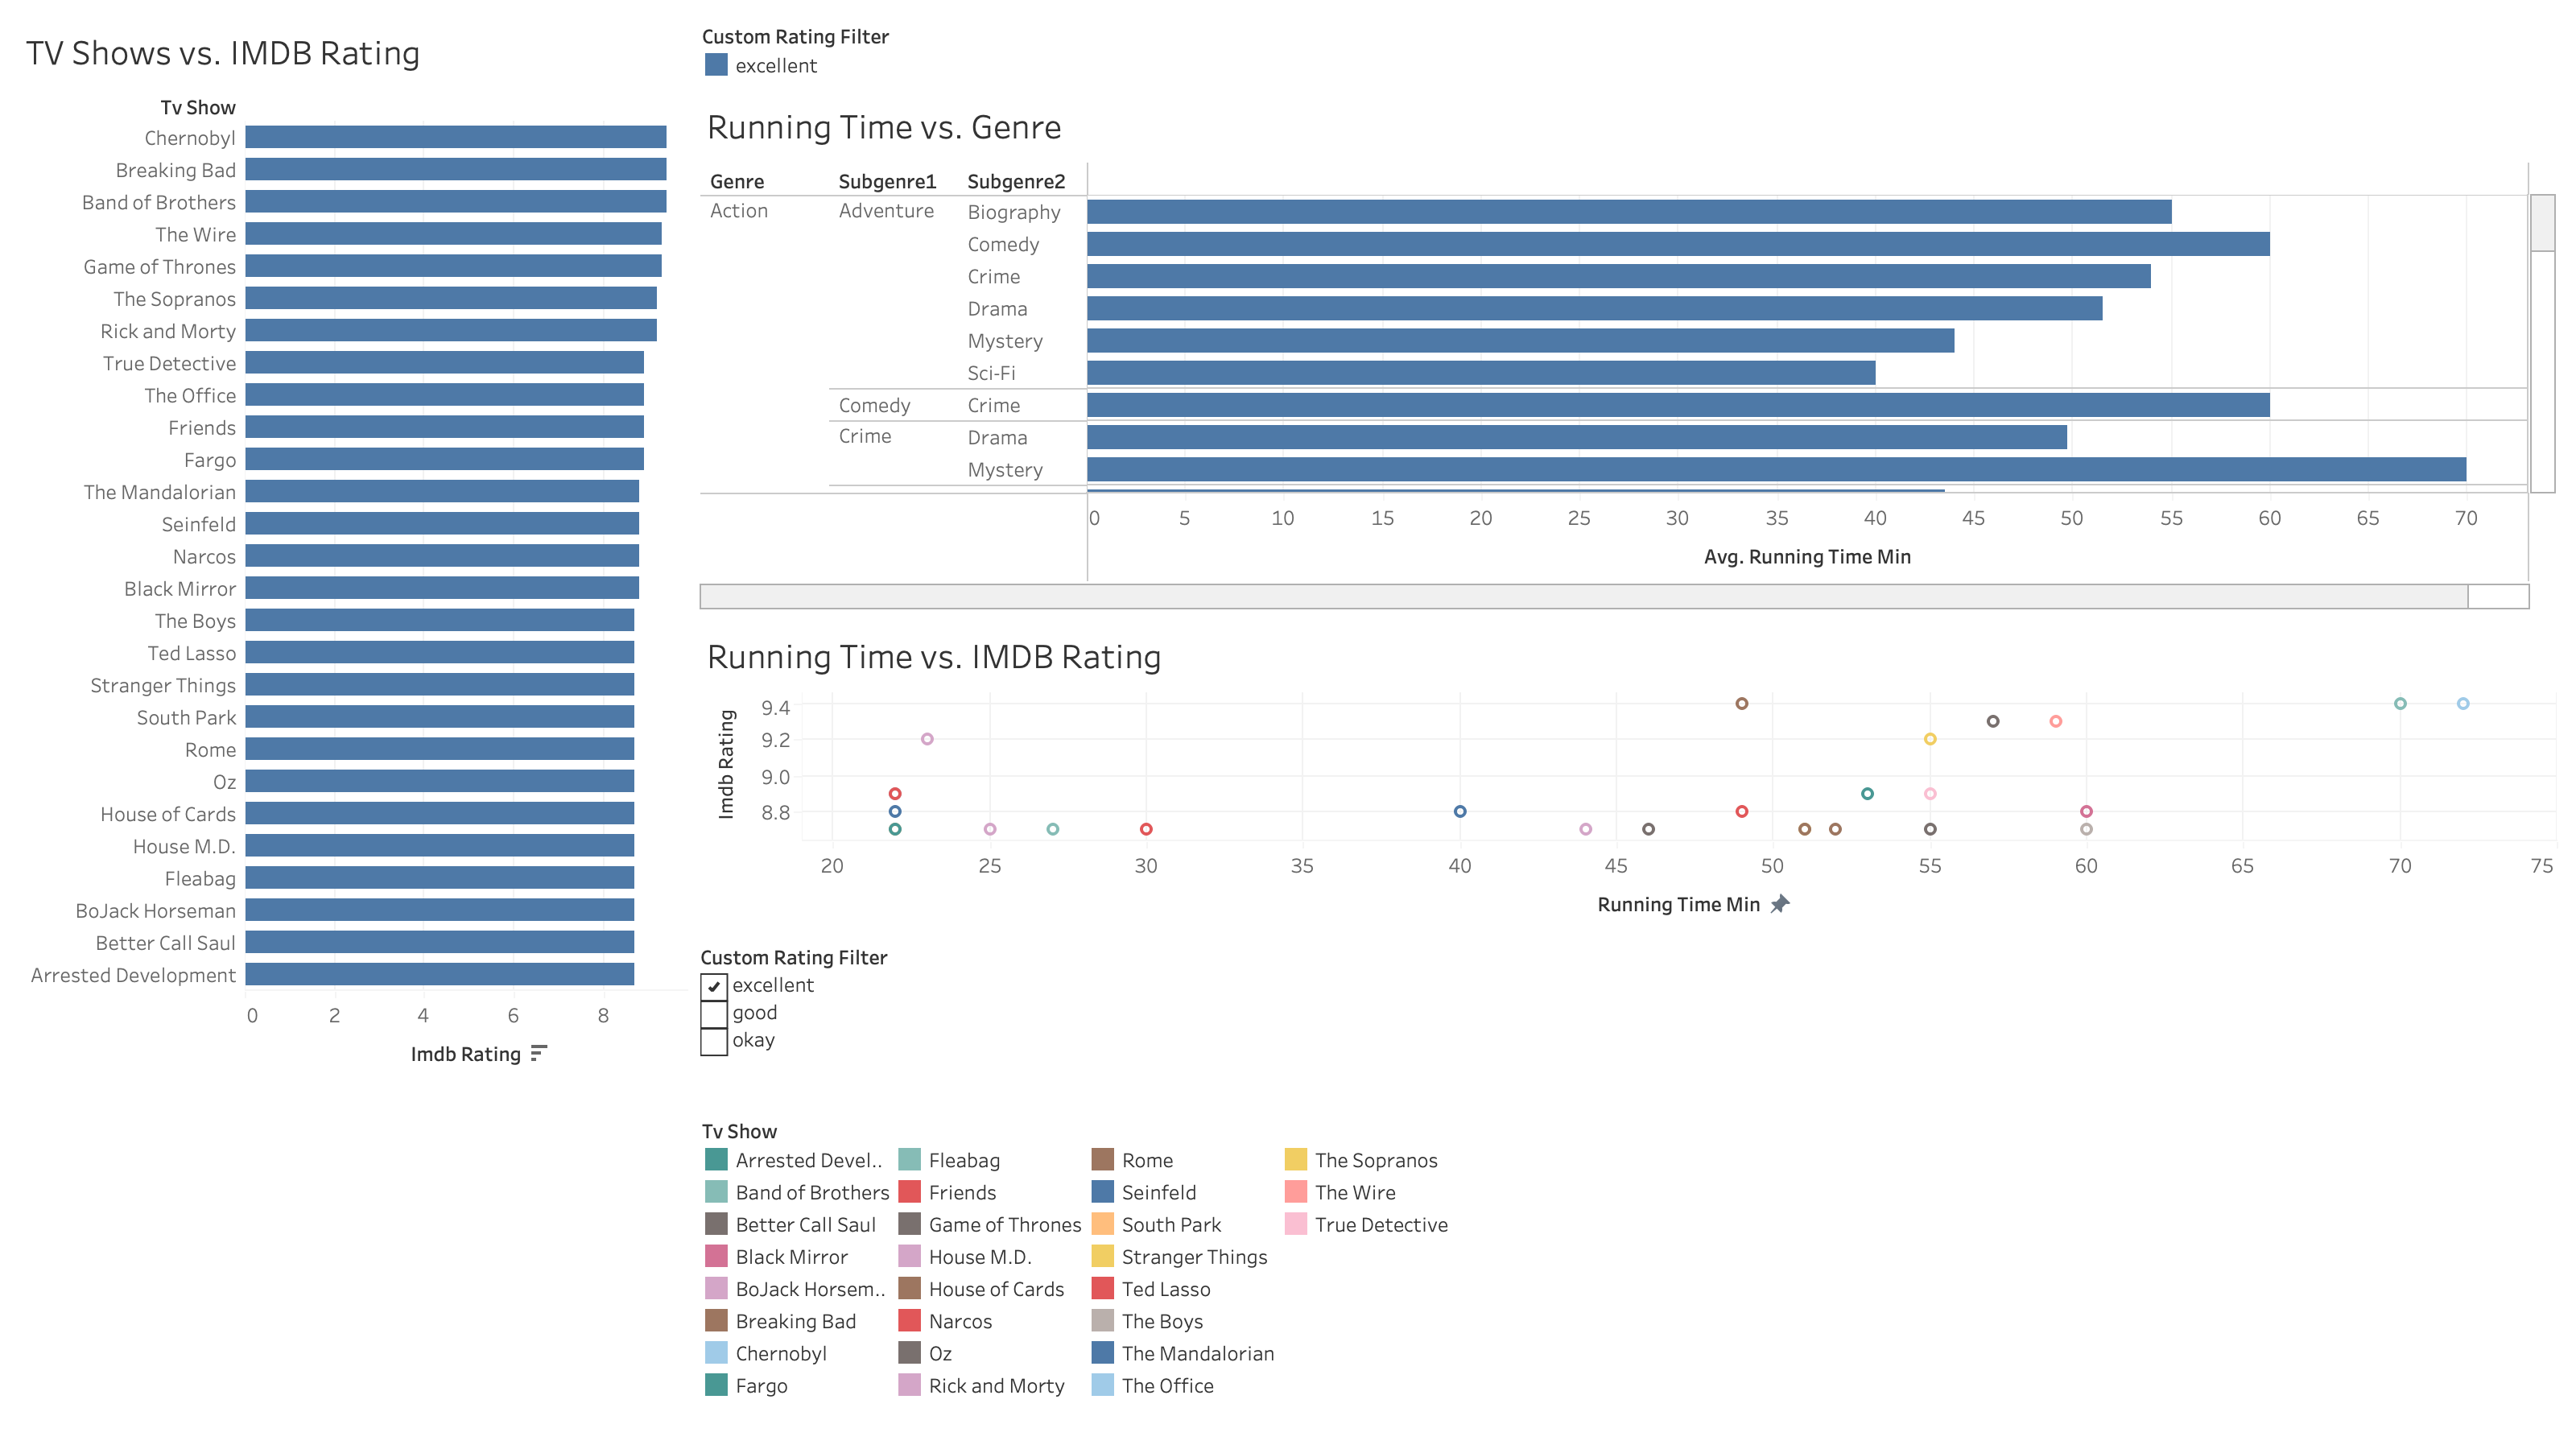 TV Shows vs. IMDB Rating
Tv Show
Chernobyl
Breaking Bad
Band of Brothers
The Wire
Game of Thrones
The Sopranos
Rick and Morty
True Detective
The Office
Friends
Fargo
The Mandalorian
Seinfeld
Narcos
Black Mirror
The Boys
Ted Lasso
Stranger Things
South Park
Rome
Oz
House of Cards
House M.D.
Fleabag
BoJack Horseman
Better Call Saul
Arrested Development
0 2 4 6 8
Imdb Rating
Custom Rating Filter
excellent
Running Time vs. Genre
Genre Subgenre1 Subgenre2
Action Adventure Biography
Comedy
Crime
Drama
Mystery
Sci-Fi
Comedy Crime
Crime Drama
Mystery
0 5 10 15 20 25 30 35 40 45 50 55 60 65 70
Avg. Running Time Min
Running Time vs. IMDB Rating
Imdb Rating
9.4
9.2
9.0
8.8
20 25 30 35 40 45 50 55 60 65 70 75
Running Time Min
Custom Rating Filter
excellent
good
okay
Tv Show
Arrested Devel.. Fleabag Rome The Sopranos
Band of Brothers Friends Seinfeld The Wire
Better Call Saul Game of Thrones South Park True Detective
Black Mirror House M.D. Stranger Things
BoJack Horsem.. House of Cards Ted Lasso
Breaking Bad Narcos The Boys
Chernobyl Oz The Mandalorian
Fargo Rick and Morty The Office